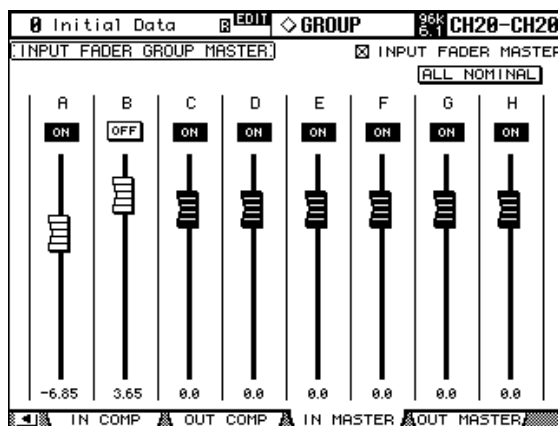 0 Initial Data R EDIT GROUP 96k 6.1 CH20-CH20
INPUT FADER GROUP MASTER INPUT FADER MASTER
ALL NOMINAL
A B C D E F G H
ON OFF ON ON ON ON ON ON
-6.85 3.65 0.0 0.0 0.0 0.0 0.0 0.0
IN COMP OUT COMP IN MASTER OUT MASTER